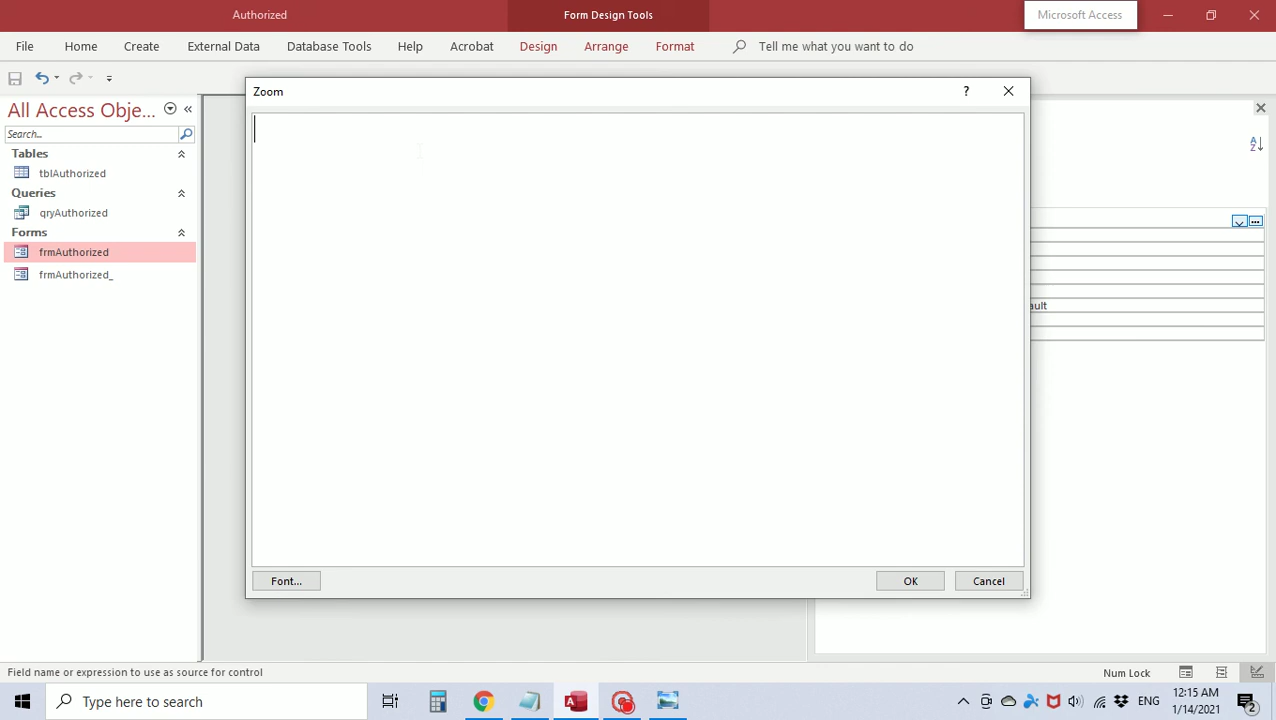 Authorized
Form Design Tools
Microsoft Access
File
Home
Create
External Data
Database Tools
Help
Acrobat
Design
Arrange
Format
Tell me what you want to do
All Access Obje...
Search...
Tables
tblAuthorized
Queries
qryAuthorized
Forms
frmAuthorized
frmAuthorized_
Zoom
?
ault
Font...
OK
Cancel
Field name or expression to use as source for control
Num Lock
Type here to search
ENG
12:15 AM
1/14/2021
2